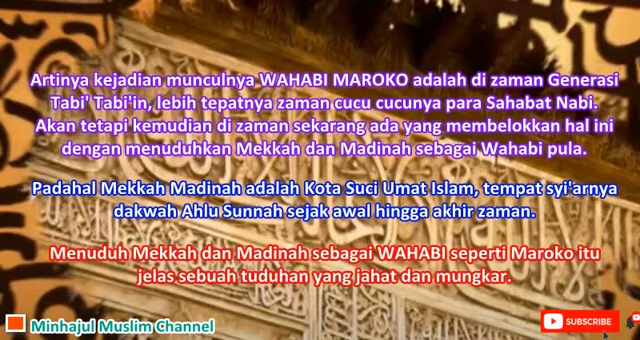 Artinya kejadian munculnya WAHABI MAROKO adalah di zaman Generasi
Tabi' Tabi'in, lebih tepatnya zaman cucu cucunya para Sahabat Nabi.
Akan tetapi kemudian di zaman sekarang ada yang membelokkan hal ini
dengan menuduhkan Mekkah dan Madinah sebagai Wahabi pula.
Padahal Mekkah Madinah adalah Kota Suci Umat Islam, tempat syi'arnya
dakwah Ahlu Sunnah sejak awal hingga akhir zaman.
Menuduh Mekkah dan Madinah sebagai WAHABI seperti Maroko itu
jelas sebuah tuduhan yang jahat dan mungkar.
Minhajul Muslim Channel
SUBSCRIBE